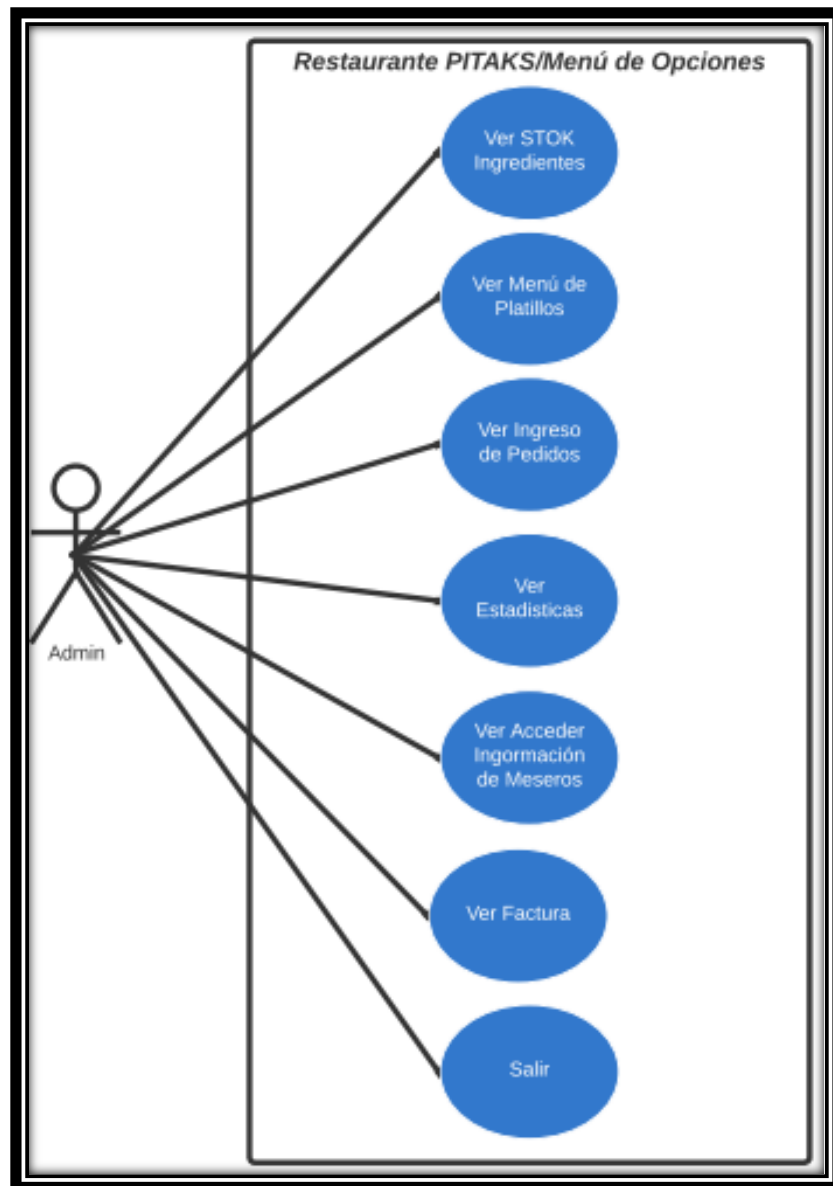 Restaurante PITAKS/Menú de Opciones
Ver STOK
Ingredientes
Ver Menú de
Platillos
Ver Ingreso
de Pedidos
Ver
Estadisticas
Ver Acceder
Ingormación
de Meseros
Ver Factura
Salir
Admin